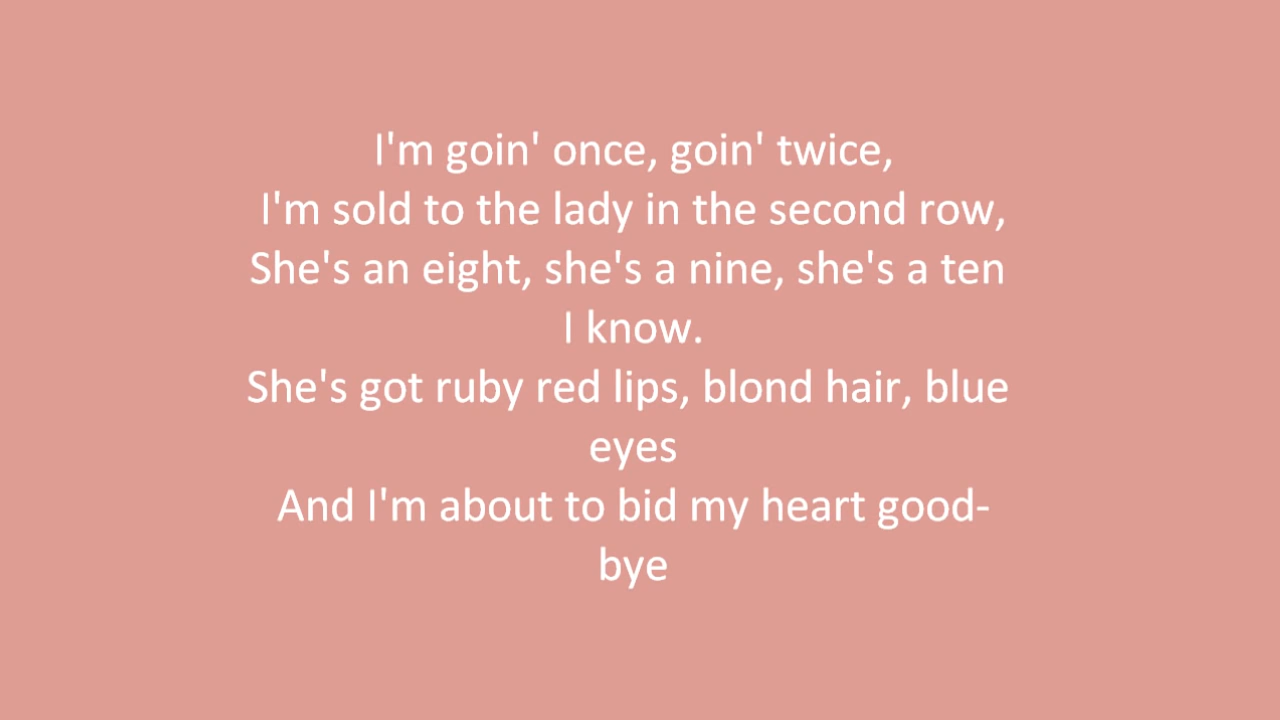 I'm goin' once, goin' twice,
I'm sold to the lady in the second row,
She's an eight, she's a nine, she's a ten
I know.
She's got ruby red lips, blond hair, blue
eyes
And I'm about to bid my heart good-
bye